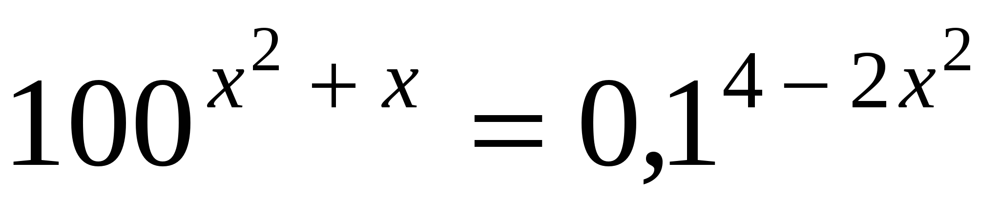 100^{x^2 + x} = 0,1^{4 − 2x^2}